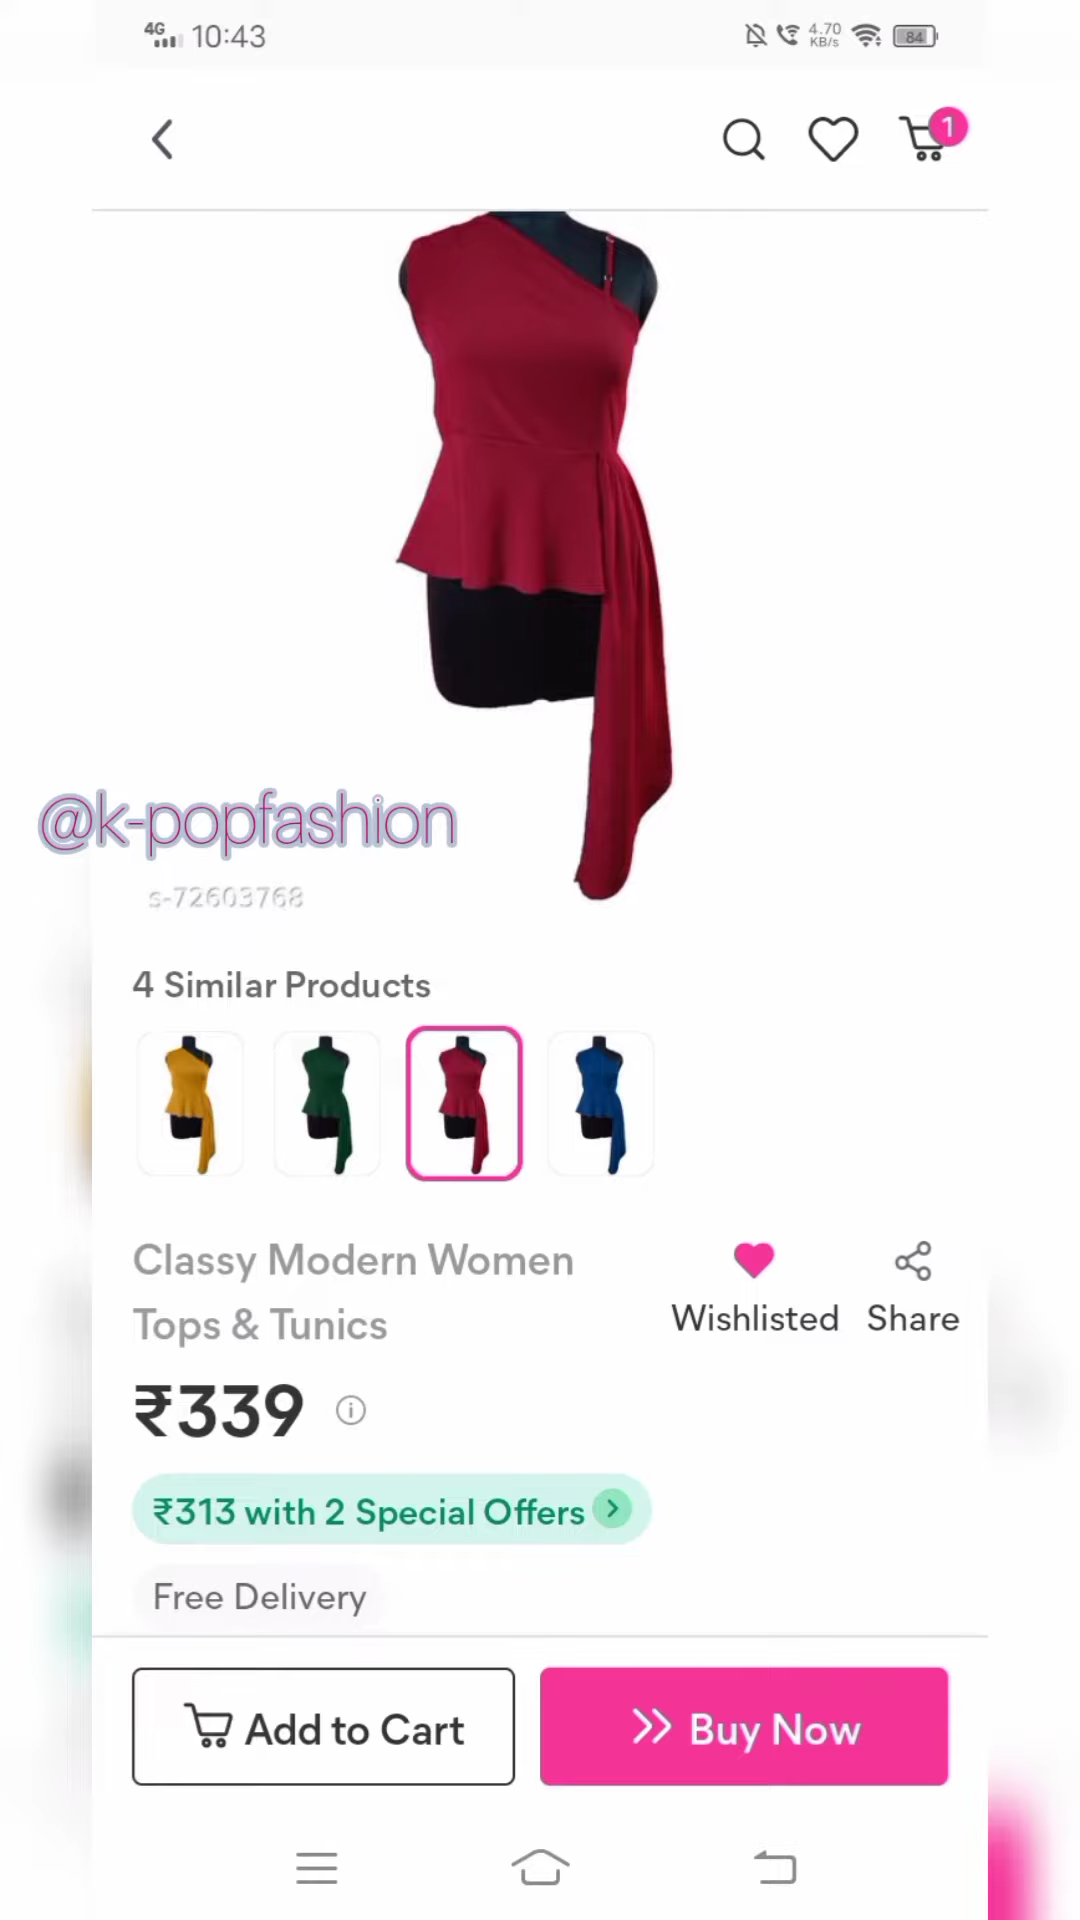 4G 10:43 4.70 KB/s 84
1
@k-popfashion
s-72603768
4 Similar Products
Classy Modern Women
Tops & Tunics
Wishlisted Share
₹339
₹313 with 2 Special Offers
Free Delivery
Add to Cart Buy Now